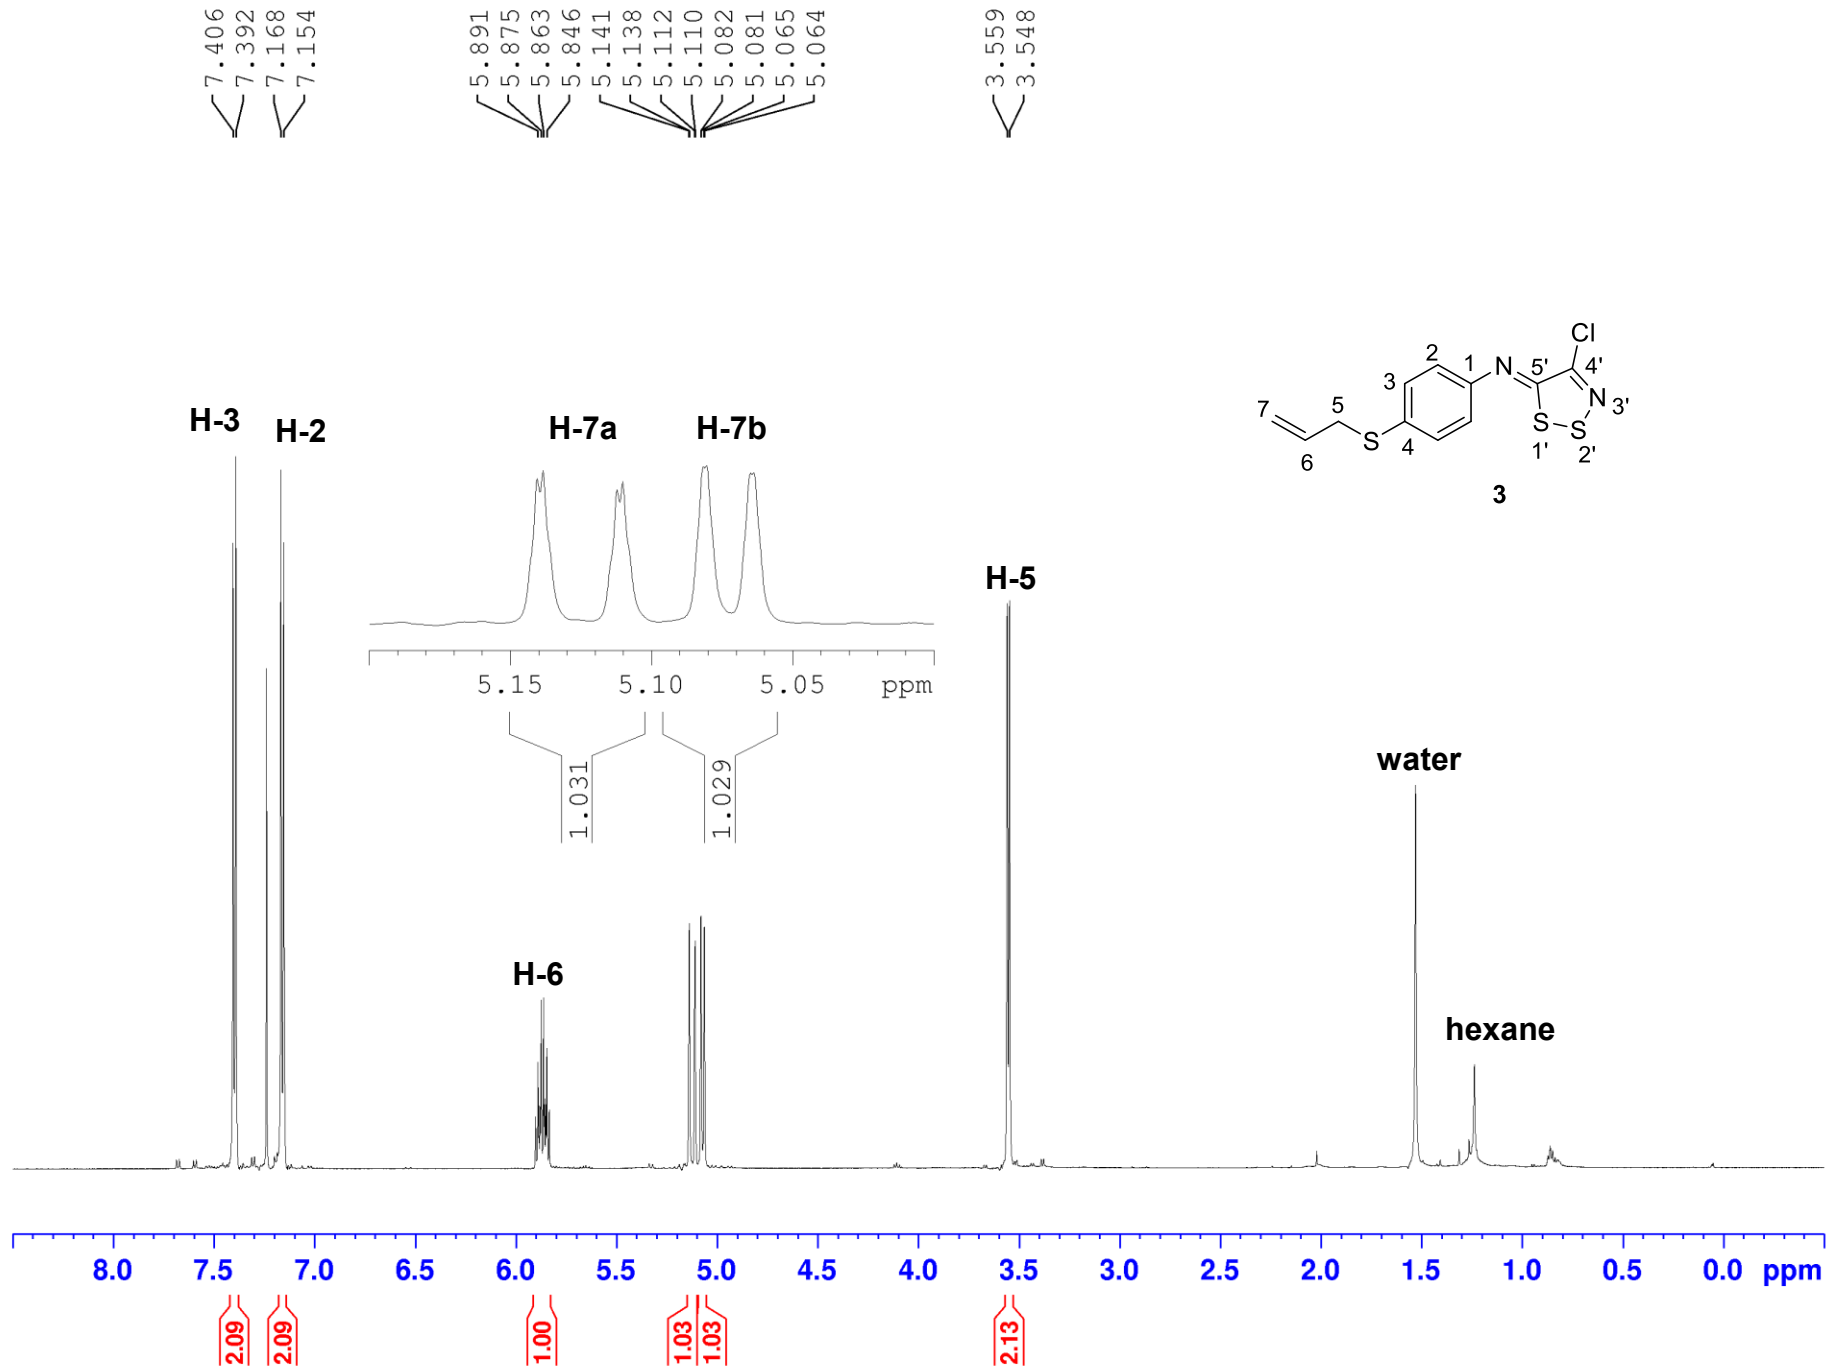 7.406
7.392
7.168
7.154
5.891
5.875
5.863
5.846
5.141
5.138
5.112
5.110
5.082
5.081
5.065
5.064
3.559
3.548
Cl
2 1 N 5' 4'
3 N 3'
7 5 S S
6 S 4 1' 2'
3
H-3 H-2 H-7a H-7b
5.15 5.10 5.05 ppm
1.031 1.029
H-5
water
H-6
hexane
8.0 7.5 7.0 6.5 6.0 5.5 5.0 4.5 4.0 3.5 3.0 2.5 2.0 1.5 1.0 0.5 0.0 ppm
2.09 2.09 1.00 1.03 1.03 2.13